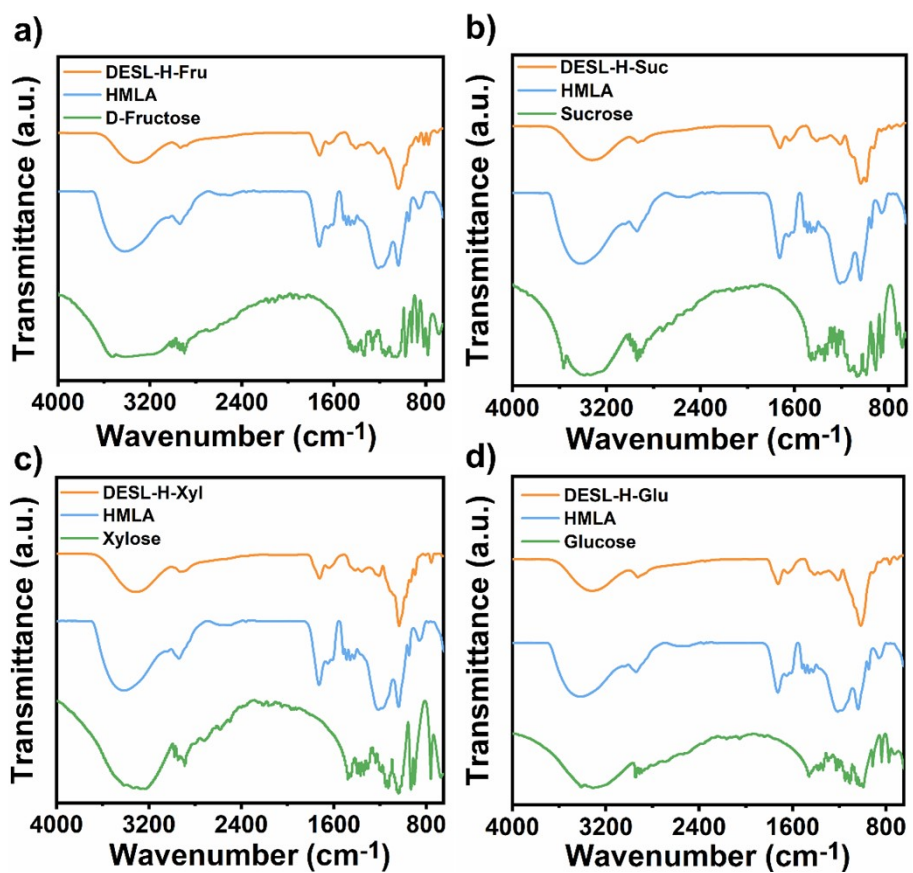 a)
DESL-H-Fru
HMLA
D-Fructose
Transmittance (a.u.)
4000 3200 2400 1600 800
Wavenumber (cm-1)
b)
DESL-H-Suc
HMLA
Sucrose
Transmittance (a.u.)
4000 3200 2400 1600 800
Wavenumber (cm-1)
c)
DESL-H-Xyl
HMLA
Xylose
Transmittance (a.u.)
4000 3200 2400 1600 800
Wavenumber (cm-1)
d)
DESL-H-Glu
HMLA
Glucose
Transmittance (a.u.)
4000 3200 2400 1600 800
Wavenumber (cm-1)